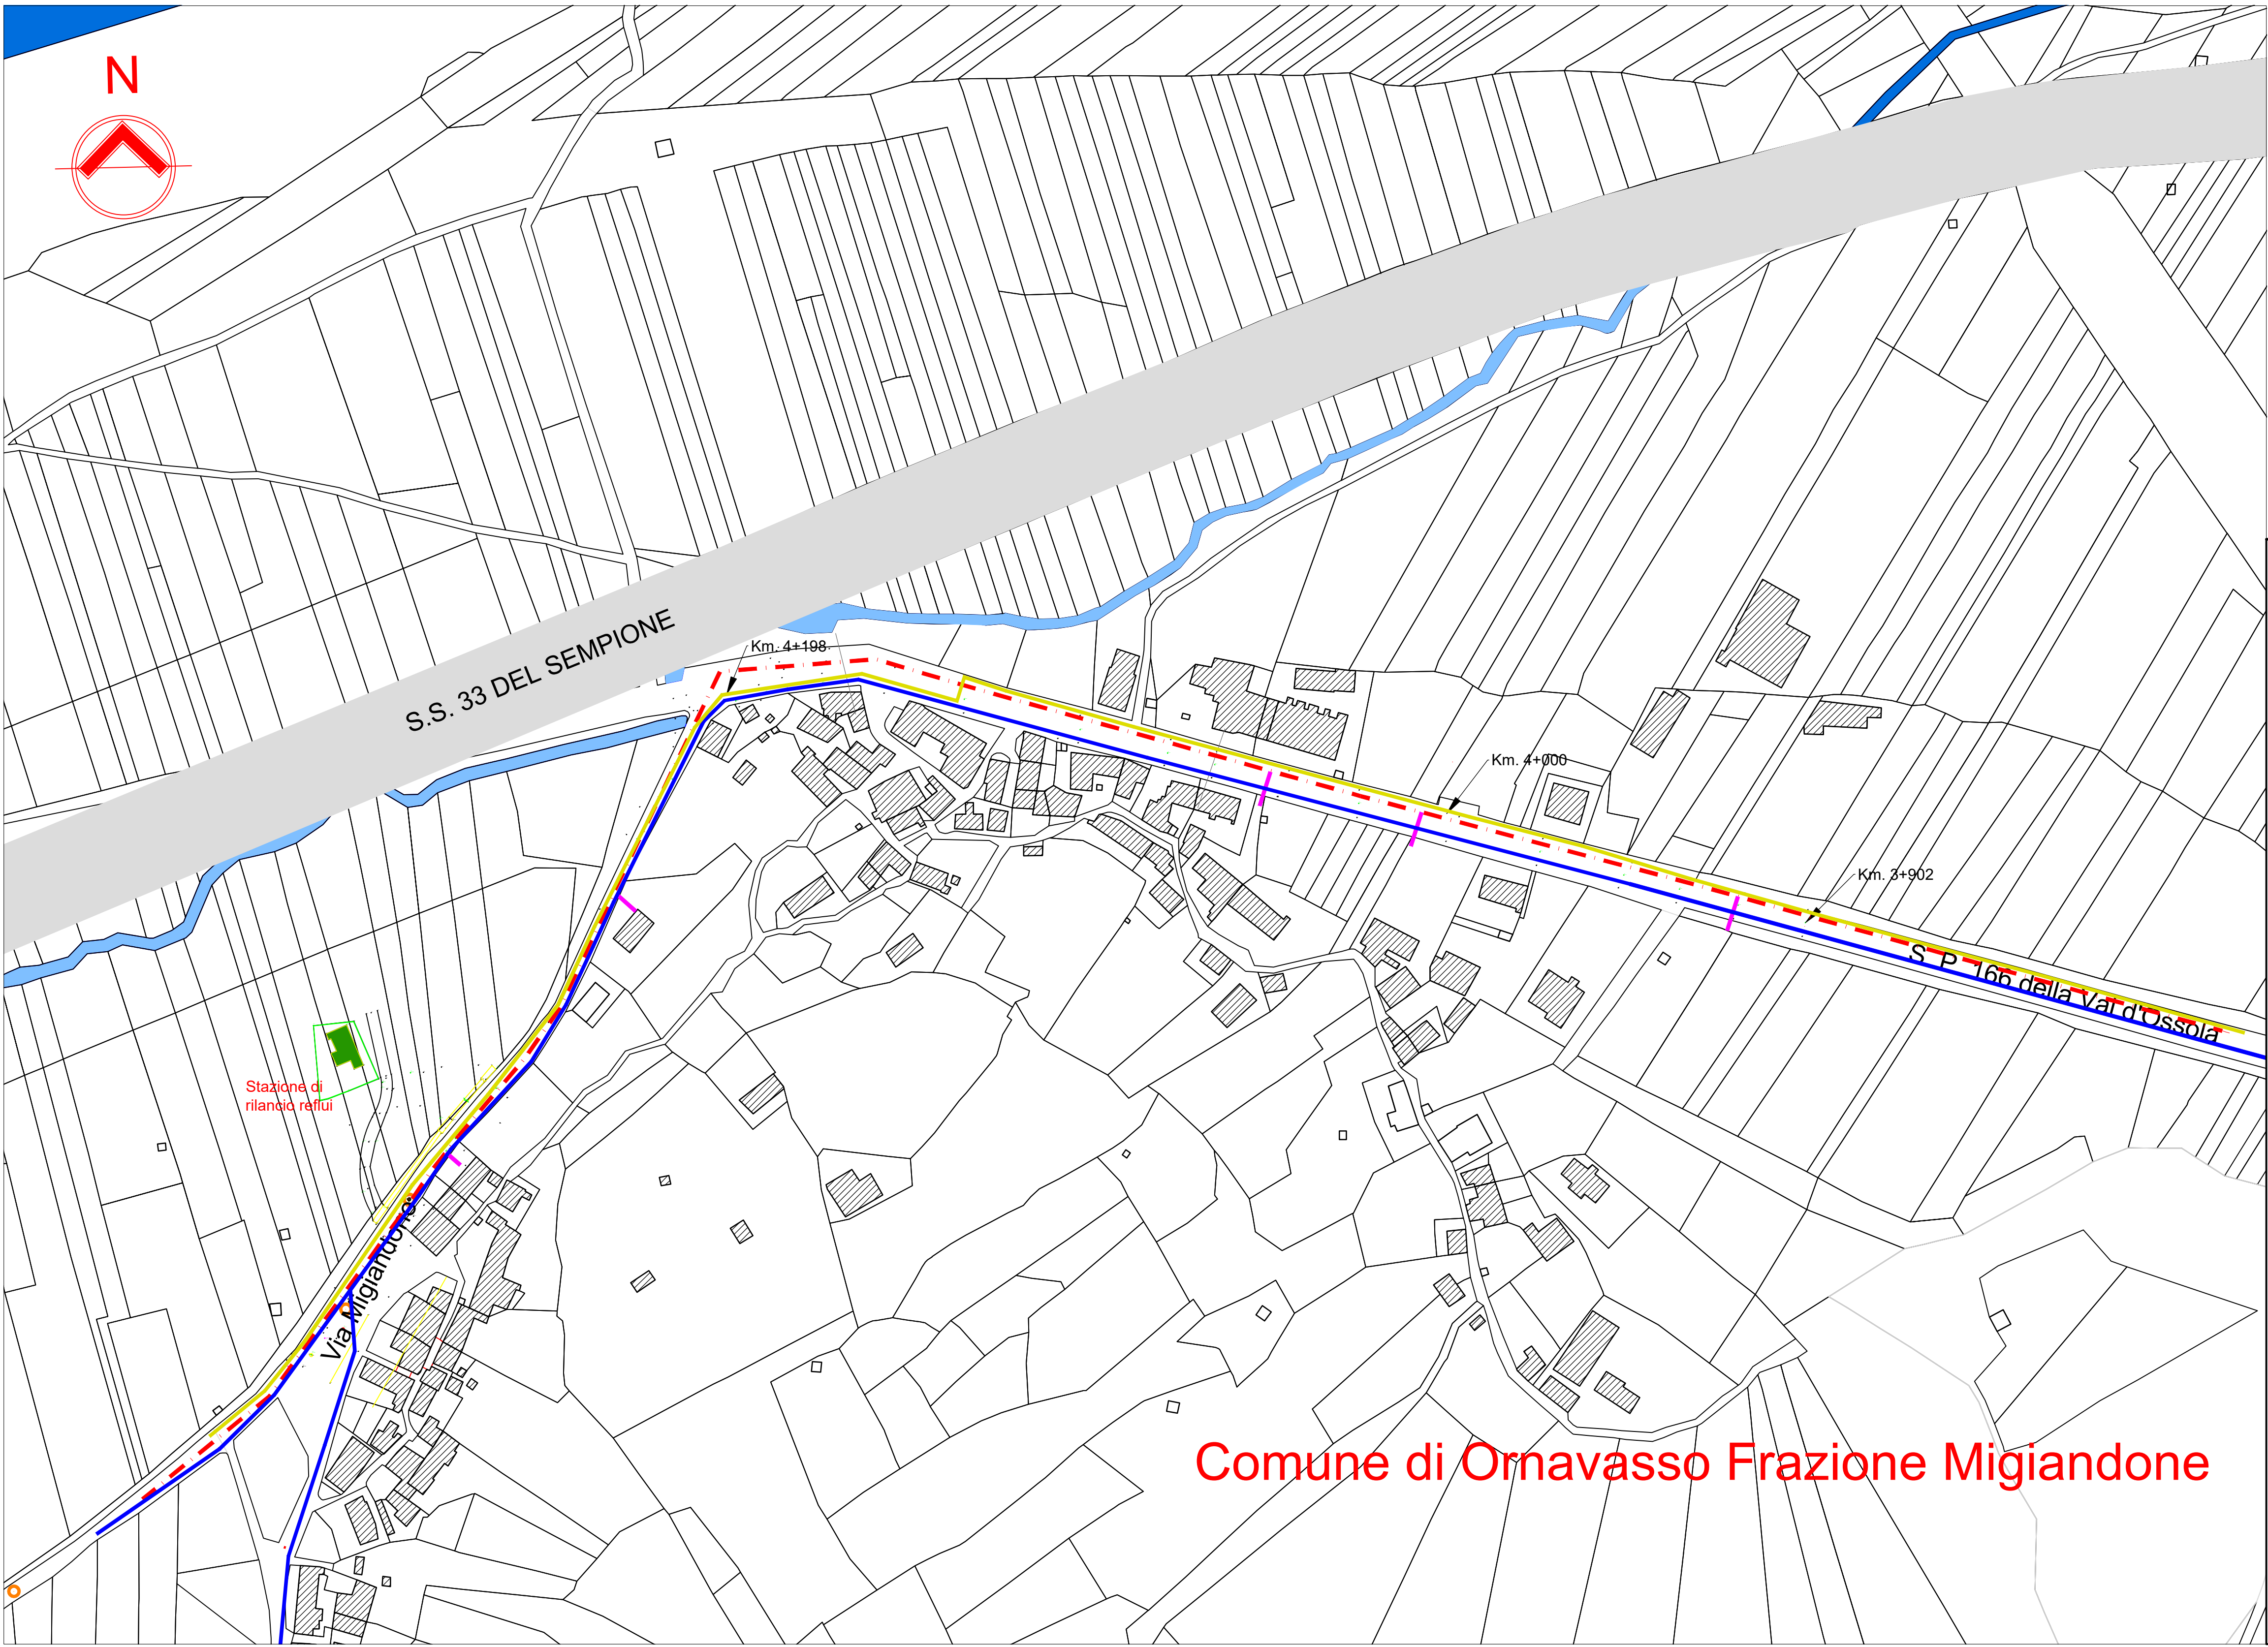 N
S.S. 33 DEL SEMPIONE
Km. 4+198
Km. 4+000
Km. 3+902
S. P. 166 della Val d'Ossola
Stazione di
rilancio reflui
Via Migiandone
Comune di Ornavasso Frazione Migiandone